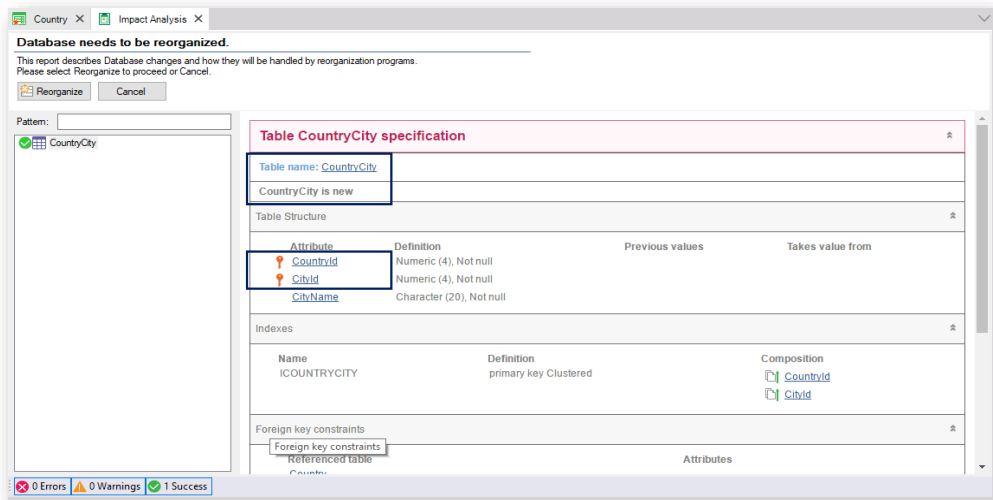 Country
Impact Analysis
Database needs to be reorganized.
This report describes Database changes and how they will be handled by reorganization programs.
Please select Reorganize to proceed or Cancel.
Reorganize Cancel
Pattern:
CountryCity
Table CountryCity specification
Table name: CountryCity
CountryCity is new
Table Structure
Attribute Definition Previous values Takes value from
CountryId Numeric (4), Not null
CityId Numeric (4), Not null
CityName Character (20), Not null
Indexes
Name Definition Composition
ICOUNTRYCITY primary key Clustered CountryId
CityId
Foreign key constraints
Foreign key constraints
Referenced table Attributes
Country
0 Errors 0 Warnings 1 Success